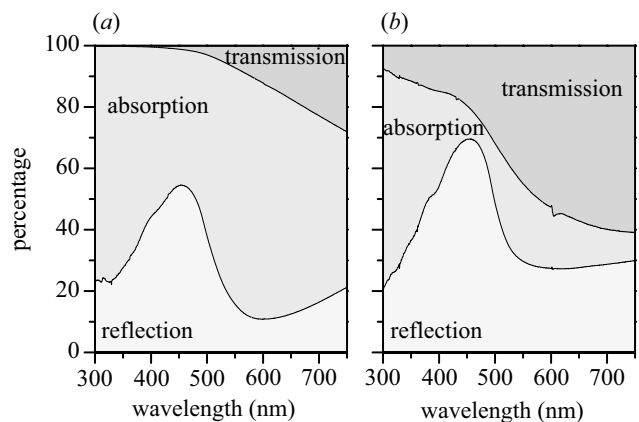 (a)
(b)
percentage
100
80
60
40
20
0
transmission
absorption
reflection
transmission
absorption
reflection
300 400 500 600 700
300 400 500 600 700
wavelength (nm)
wavelength (nm)